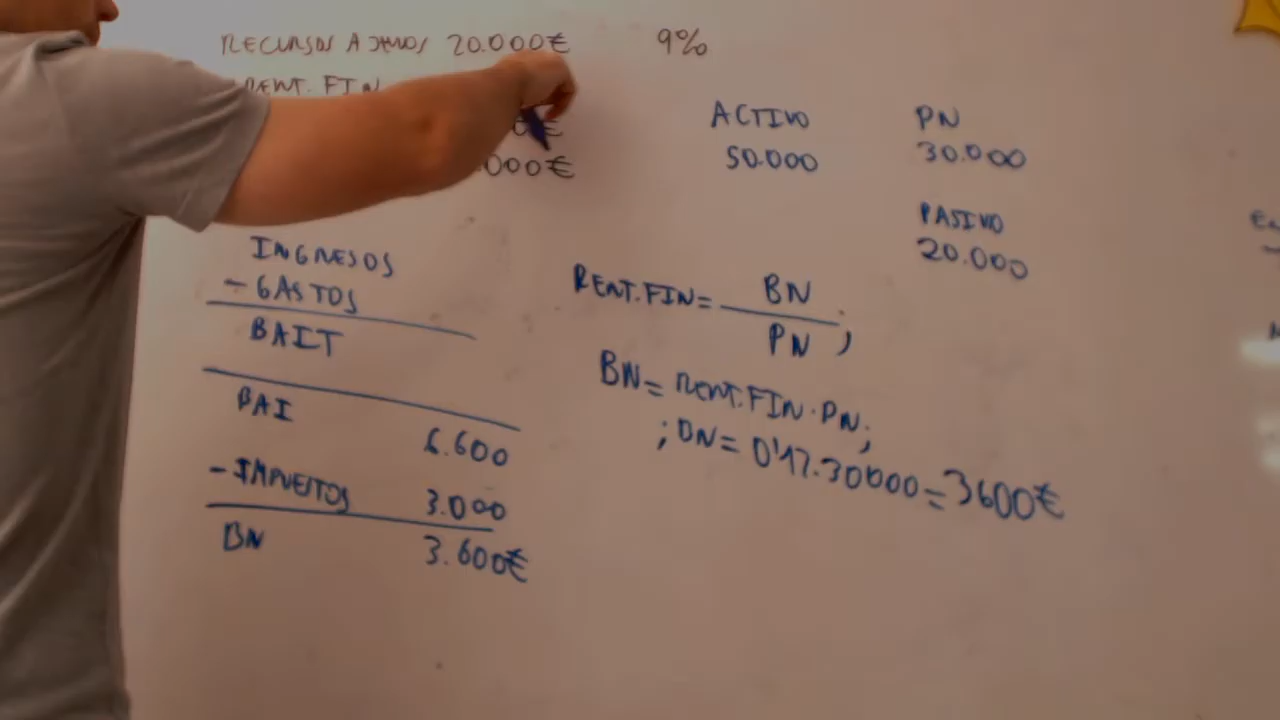 RECURSOS AJENOS 20.000€ 9%
RENT. FIN
0€
.000€
ACTIVO PN
50.000 30.000
PASIVO
20.000
INGRESOS
- GASTOS
BAIT
BAI 6.600
- IMPUESTOS 3.000
BN 3.600€
RENT.FIN = BN / PN ;
BN = RENT.FIN · PN ;
; BN = 0'12·30000 = 3600€